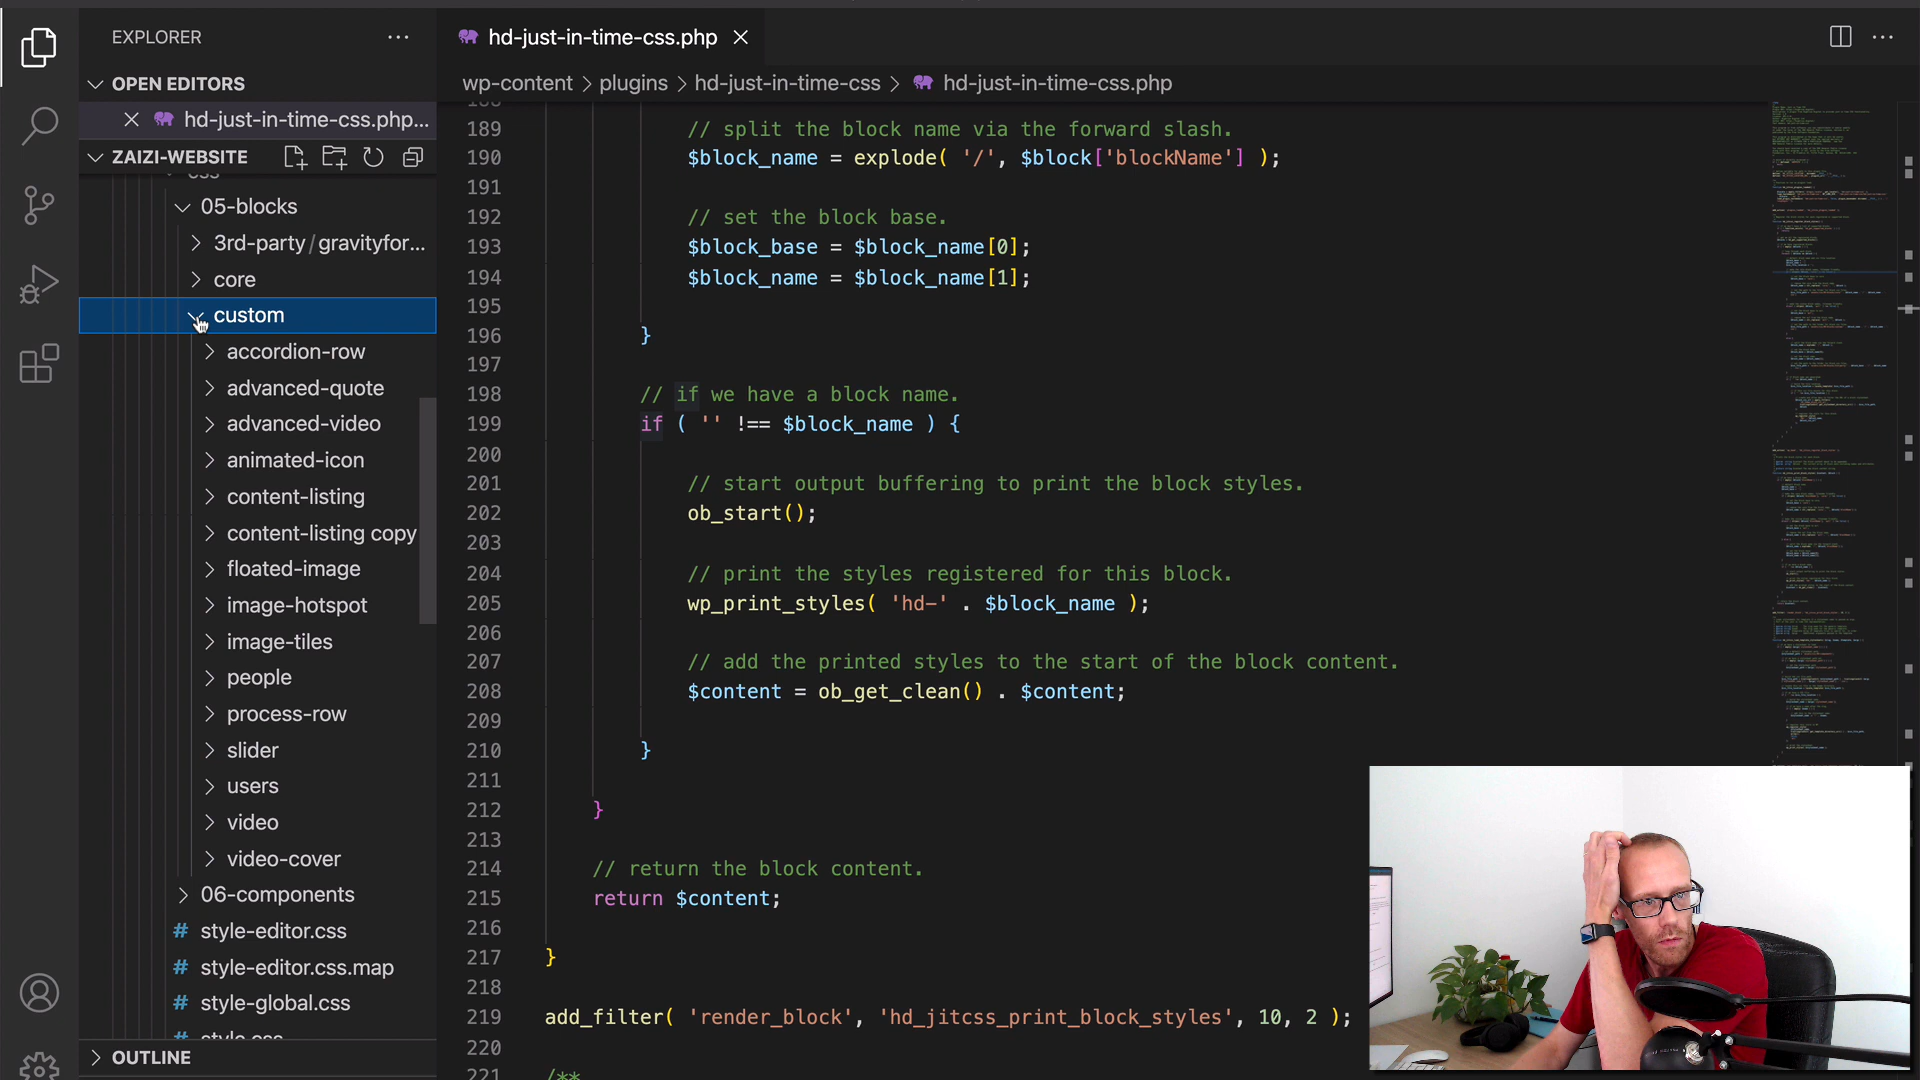 EXPLORER
OPEN EDITORS
hd-just-in-time-css.php...
ZAIZI-WEBSITE
css
05-blocks
3rd-party/gravityfor...
core
custom
accordion-row
advanced-quote
advanced-video
animated-icon
content-listing
content-listing copy
floated-image
image-hotspot
image-tiles
people
process-row
slider
users
video
video-cover
06-components
# style-editor.css
# style-editor.css.map
# style-global.css
# style.css
OUTLINE
hd-just-in-time-css.php
wp-content > plugins > hd-just-in-time-css > hd-just-in-time-css.php
188
189 // split the block name via the forward slash.
190 $block_name = explode( '/', $block['blockName'] );
191
192 // set the block base.
193 $block_base = $block_name[0];
194 $block_name = $block_name[1];
195
196 }
197
198 // if we have a block name.
199 if ( '' !== $block_name ) {
200
201 // start output buffering to print the block styles.
202 ob_start();
203
204 // print the styles registered for this block.
205 wp_print_styles( 'hd-' . $block_name );
206
207 // add the printed styles to the start of the block content.
208 $content = ob_get_clean() . $content;
209
210 }
211
212 }
213
214 // return the block content.
215 return $content;
216
217 }
218
219 add_filter( 'render_block', 'hd_jitcss_print_block_styles', 10, 2 );
220
221 /**